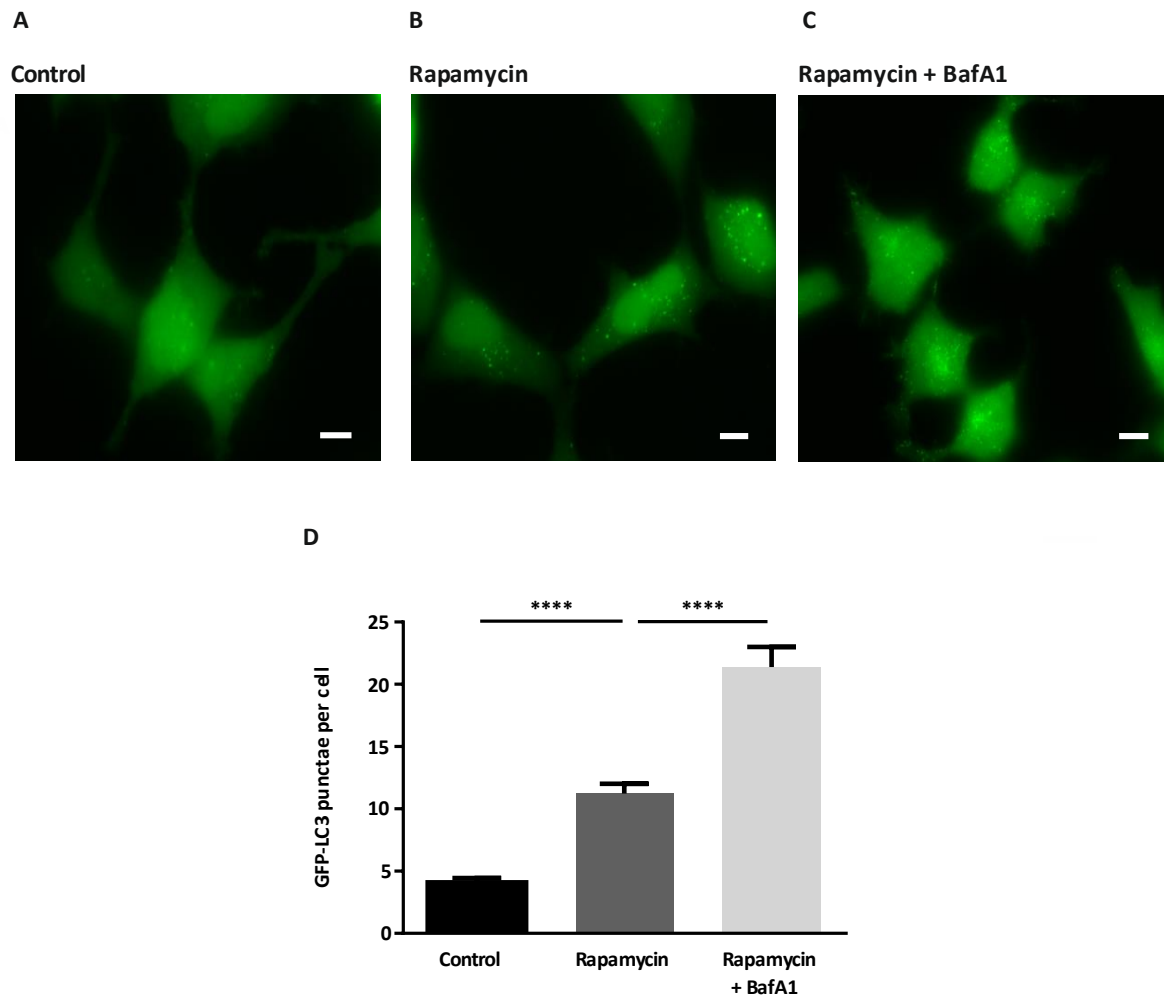 A
B
C
Control
Rapamycin
Rapamycin + BafA1
D
****
****
25
20
15
10
5
0
GFP-LC3 punctae per cell
Control
Rapamycin
Rapamycin
+ BafA1